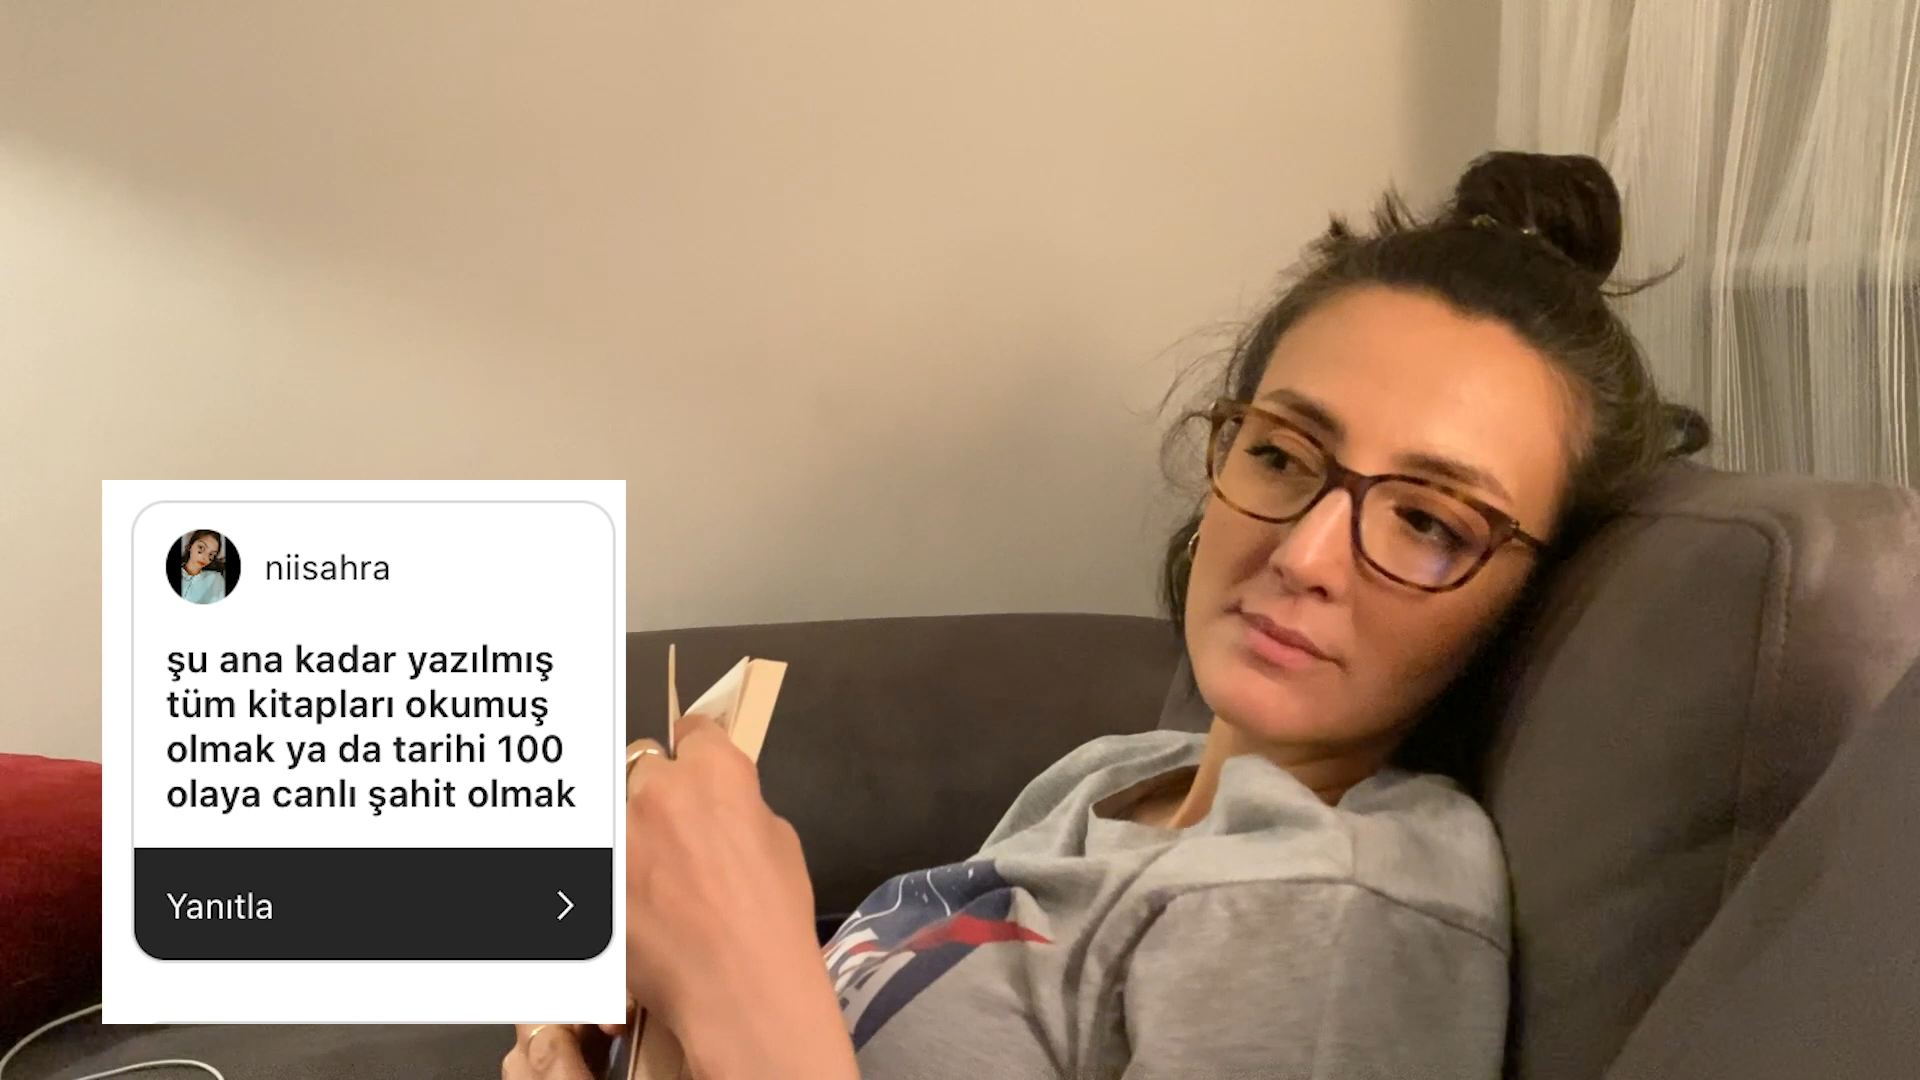 niisahra
şu ana kadar yazılmış
tüm kitapları okumuş
olmak ya da tarihi 100
olaya canlı şahit olmak
Yanıtla